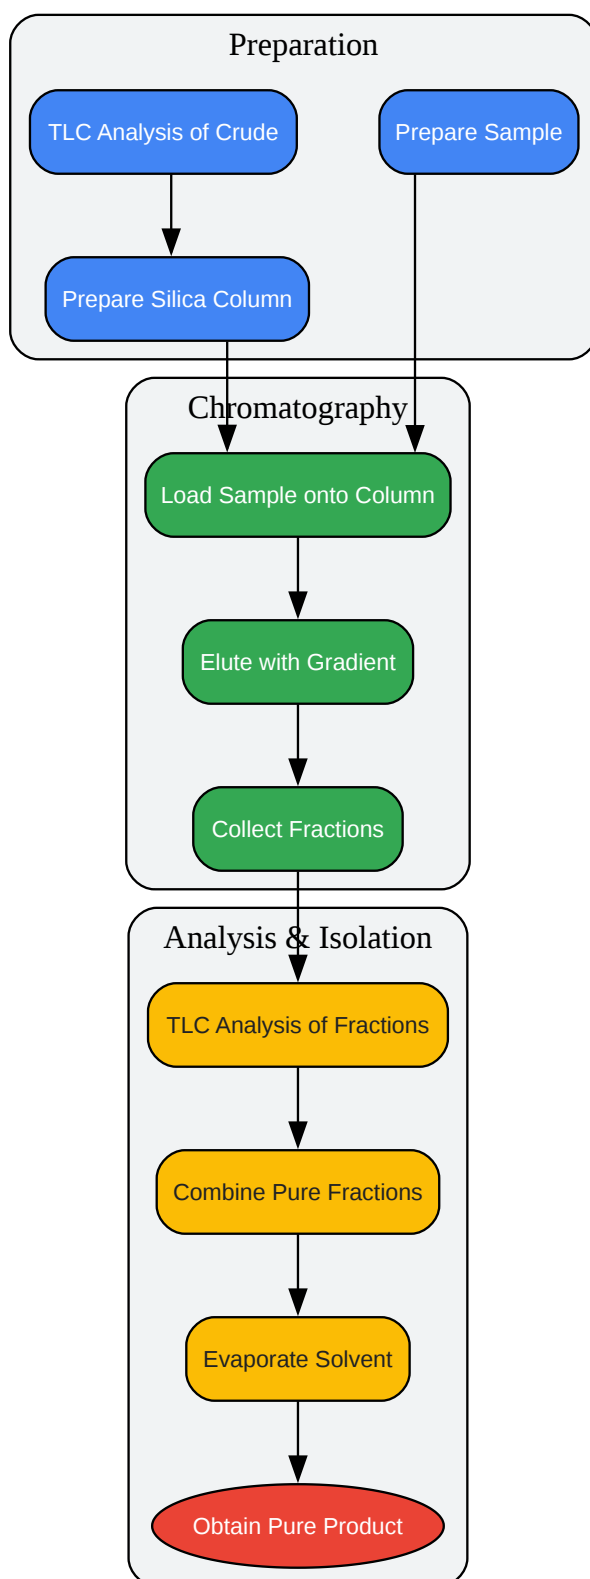 Preparation
TLC Analysis of Crude
Prepare Sample
Prepare Silica Column
Chromatography
Load Sample onto Column
Elute with Gradient
Collect Fractions
Analysis & Isolation
TLC Analysis of Fractions
Combine Pure Fractions
Evaporate Solvent
Obtain Pure Product